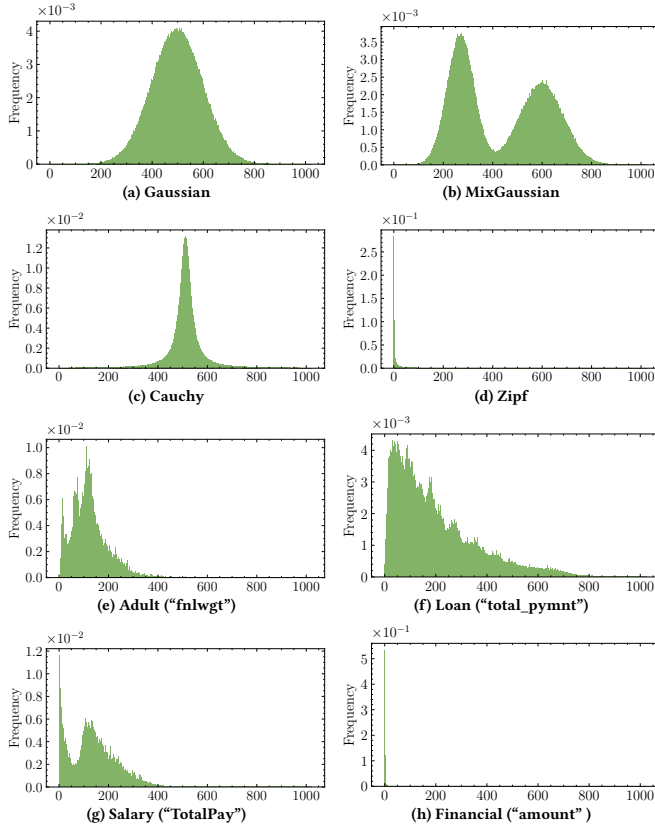 ×10⁻³
4
3
2
1
0
Frequency
0 200 400 600 800 1000
(a) Gaussian
×10⁻³
3.5
3.0
2.5
2.0
1.5
1.0
0.5
0.0
Frequency
0 200 400 600 800 1000
(b) MixGaussian
×10⁻²
1.2
1.0
0.8
0.6
0.4
0.2
0.0
Frequency
0 200 400 600 800 1000
(c) Cauchy
×10⁻¹
2.5
2.0
1.5
1.0
0.5
0.0
Frequency
0 200 400 600 800 1000
(d) Zipf
×10⁻²
1.0
0.8
0.6
0.4
0.2
0.0
Frequency
0 200 400 600 800 1000
(e) Adult (“fnlwgt”)
×10⁻³
4
3
2
1
0
Frequency
0 200 400 600 800 1000
(f) Loan (“total_pymnt”)
×10⁻²
1.2
1.0
0.8
0.6
0.4
0.2
0.0
Frequency
0 200 400 600 800 1000
(g) Salary (“TotalPay”)
×10⁻¹
5
4
3
2
1
0
Frequency
0 200 400 600 800 1000
(h) Financial (“amount” )